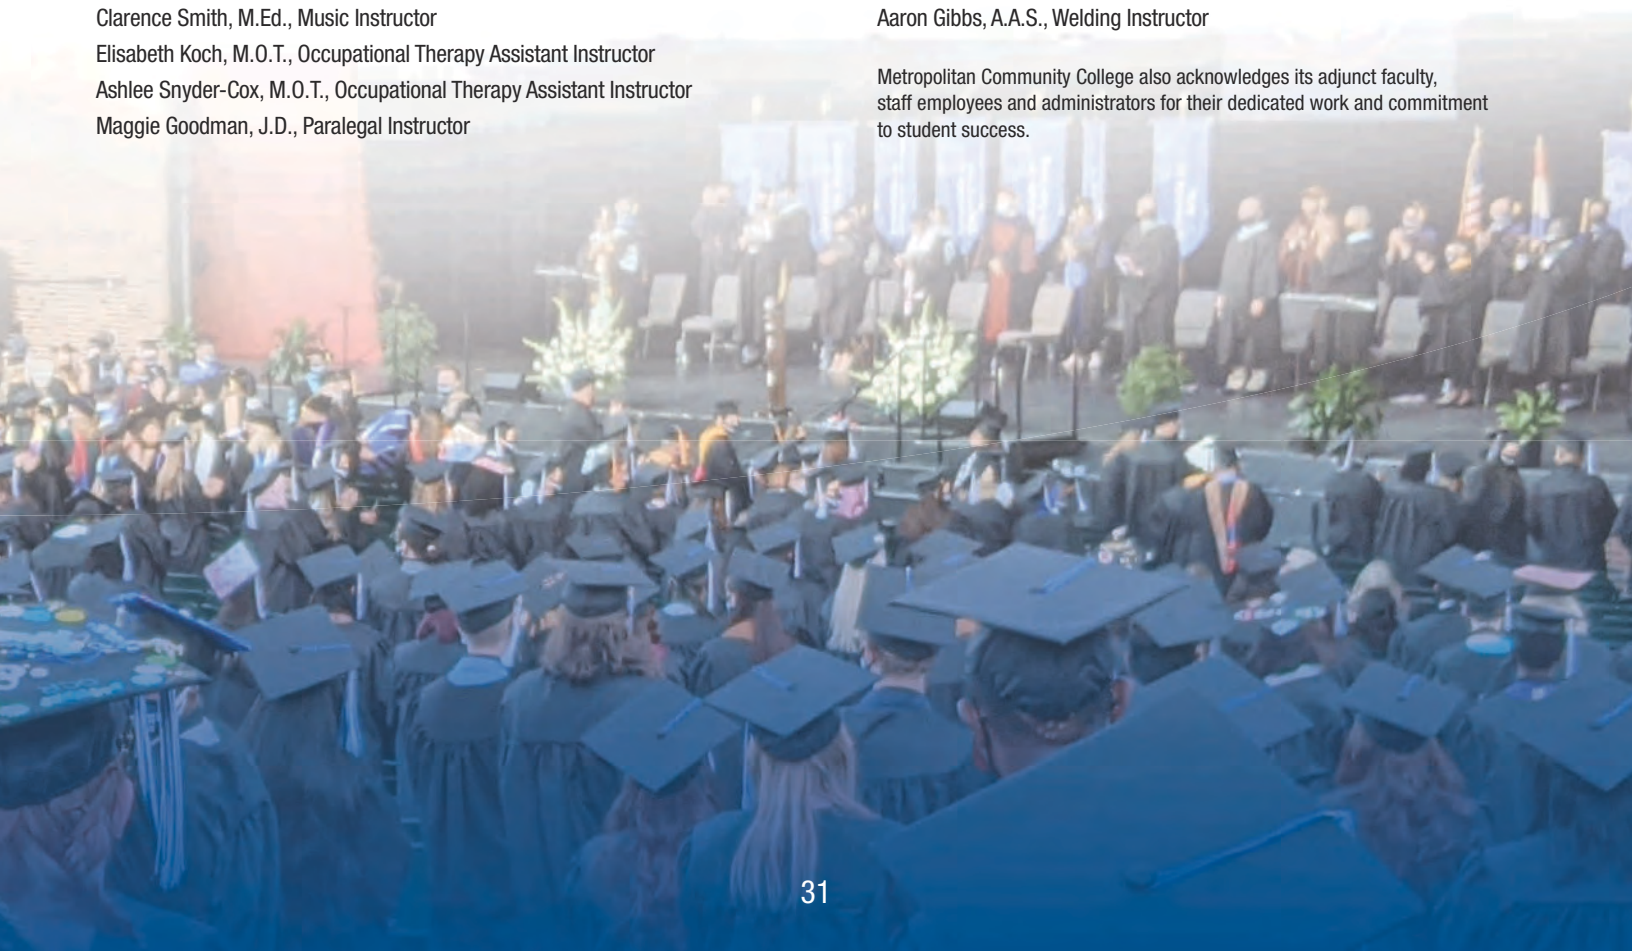 Clarence Smith, M.Ed., Music Instructor
Elisabeth Koch, M.O.T., Occupational Therapy Assistant Instructor
Ashlee Snyder-Cox, M.O.T., Occupational Therapy Assistant Instructor
Maggie Goodman, J.D., Paralegal Instructor
Aaron Gibbs, A.A.S., Welding Instructor
Metropolitan Community College also acknowledges its adjunct faculty,
staff employees and administrators for their dedicated work and commitment
to student success.
31